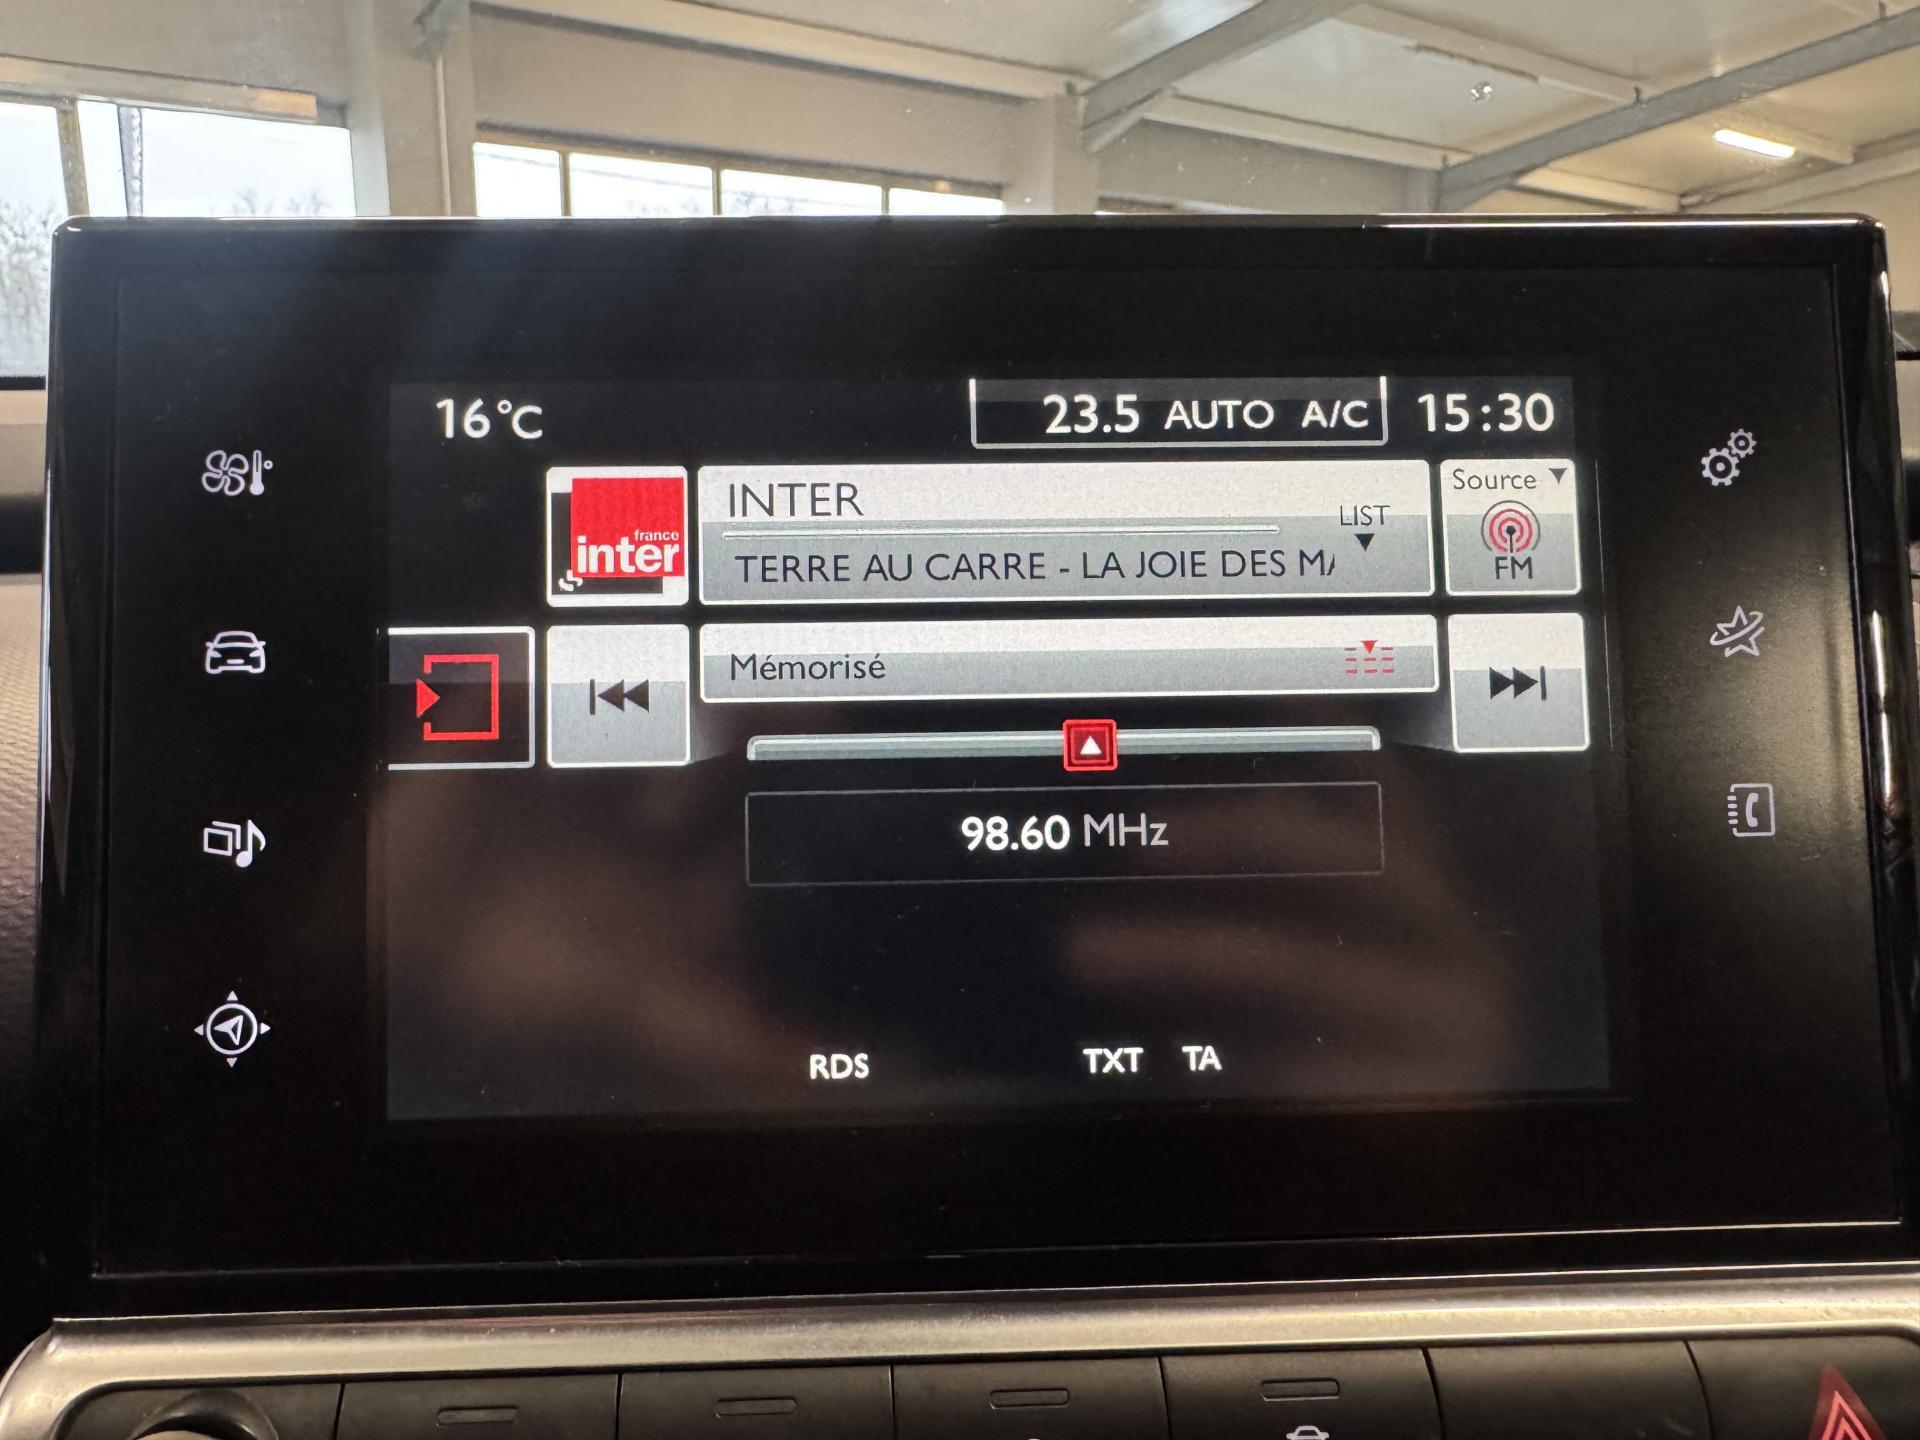 16°C
23.5 AUTO A/C
15:30
france
inter
INTER
LIST
TERRE AU CARRE - LA JOIE DES
Source
FM
Mémorisé
98.60 MHz
RDS
TXT TA